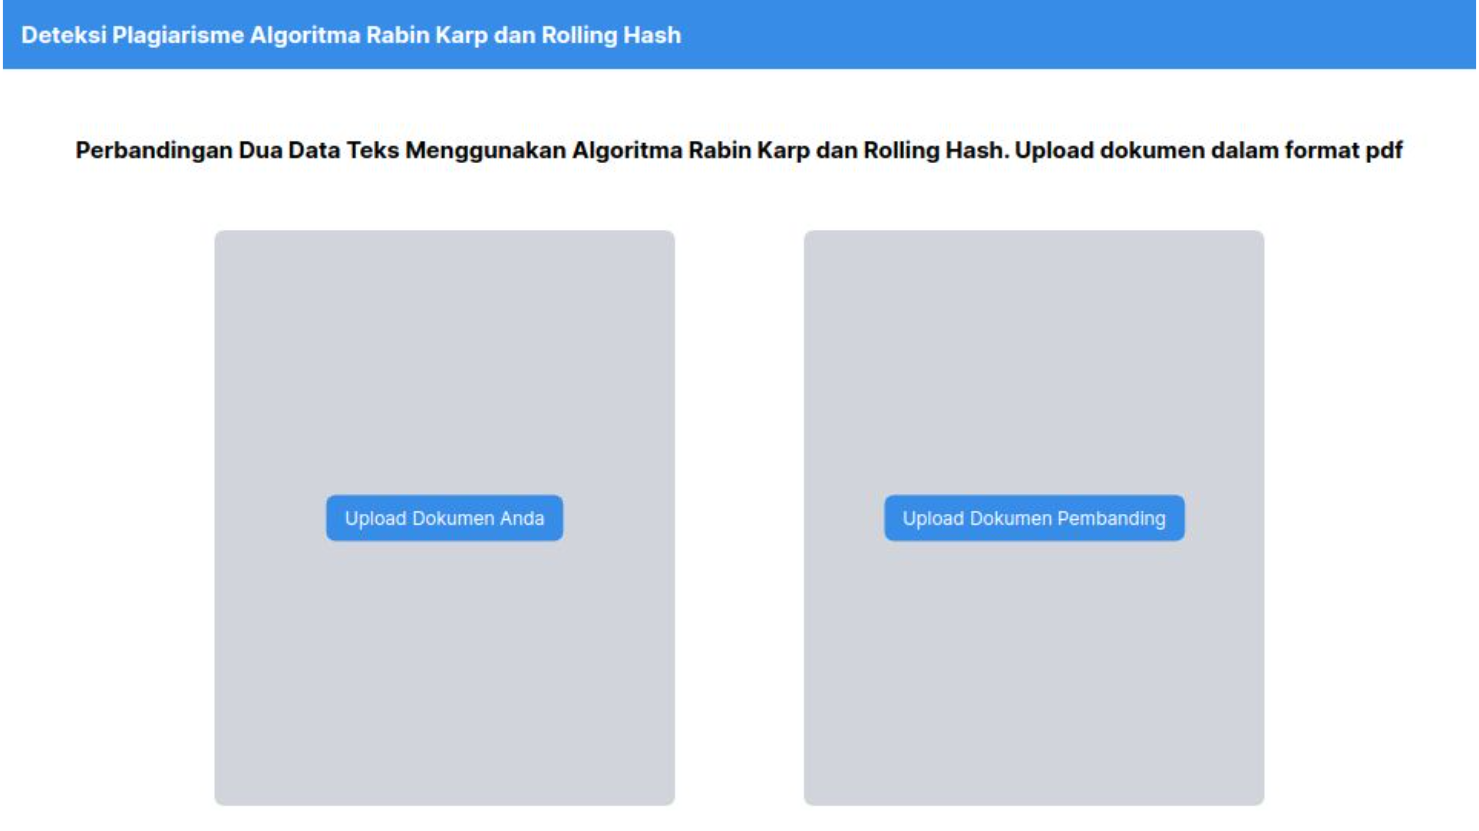 Deteksi Plagiarisme Algoritma Rabin Karp dan Rolling Hash
Perbandingan Dua Data Teks Menggunakan Algoritma Rabin Karp dan Rolling Hash. Upload dokumen dalam format pdf
Upload Dokumen Anda
Upload Dokumen Pembanding